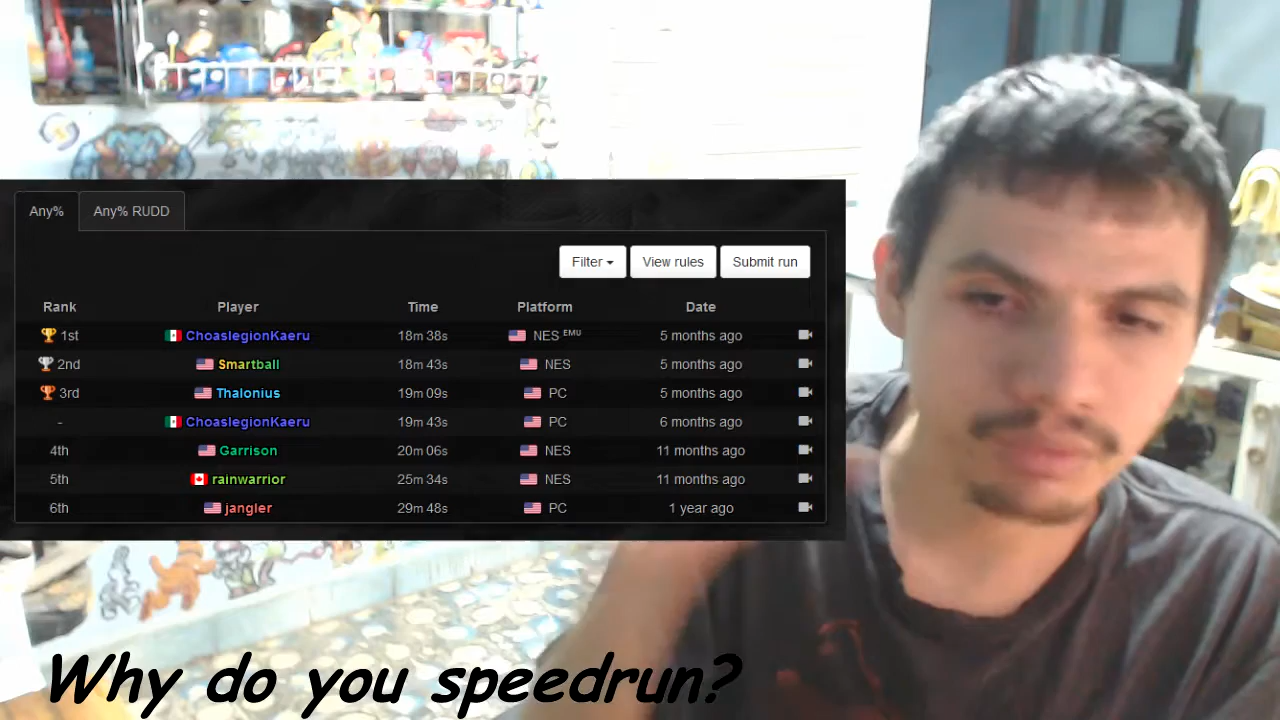 Any% Any% RUDD
Filter View rules Submit run
Rank Player Time Platform Date
1st ChoaslegionKaeru 18m 38s NES EMU 5 months ago
2nd Smartball 18m 43s NES 5 months ago
3rd Thalonius 19m 09s PC 5 months ago
- ChoaslegionKaeru 19m 43s PC 6 months ago
4th Garrison 20m 06s NES 11 months ago
5th rainwarrior 25m 34s NES 11 months ago
6th jangler 29m 48s PC 1 year ago
Why do you speedrun?